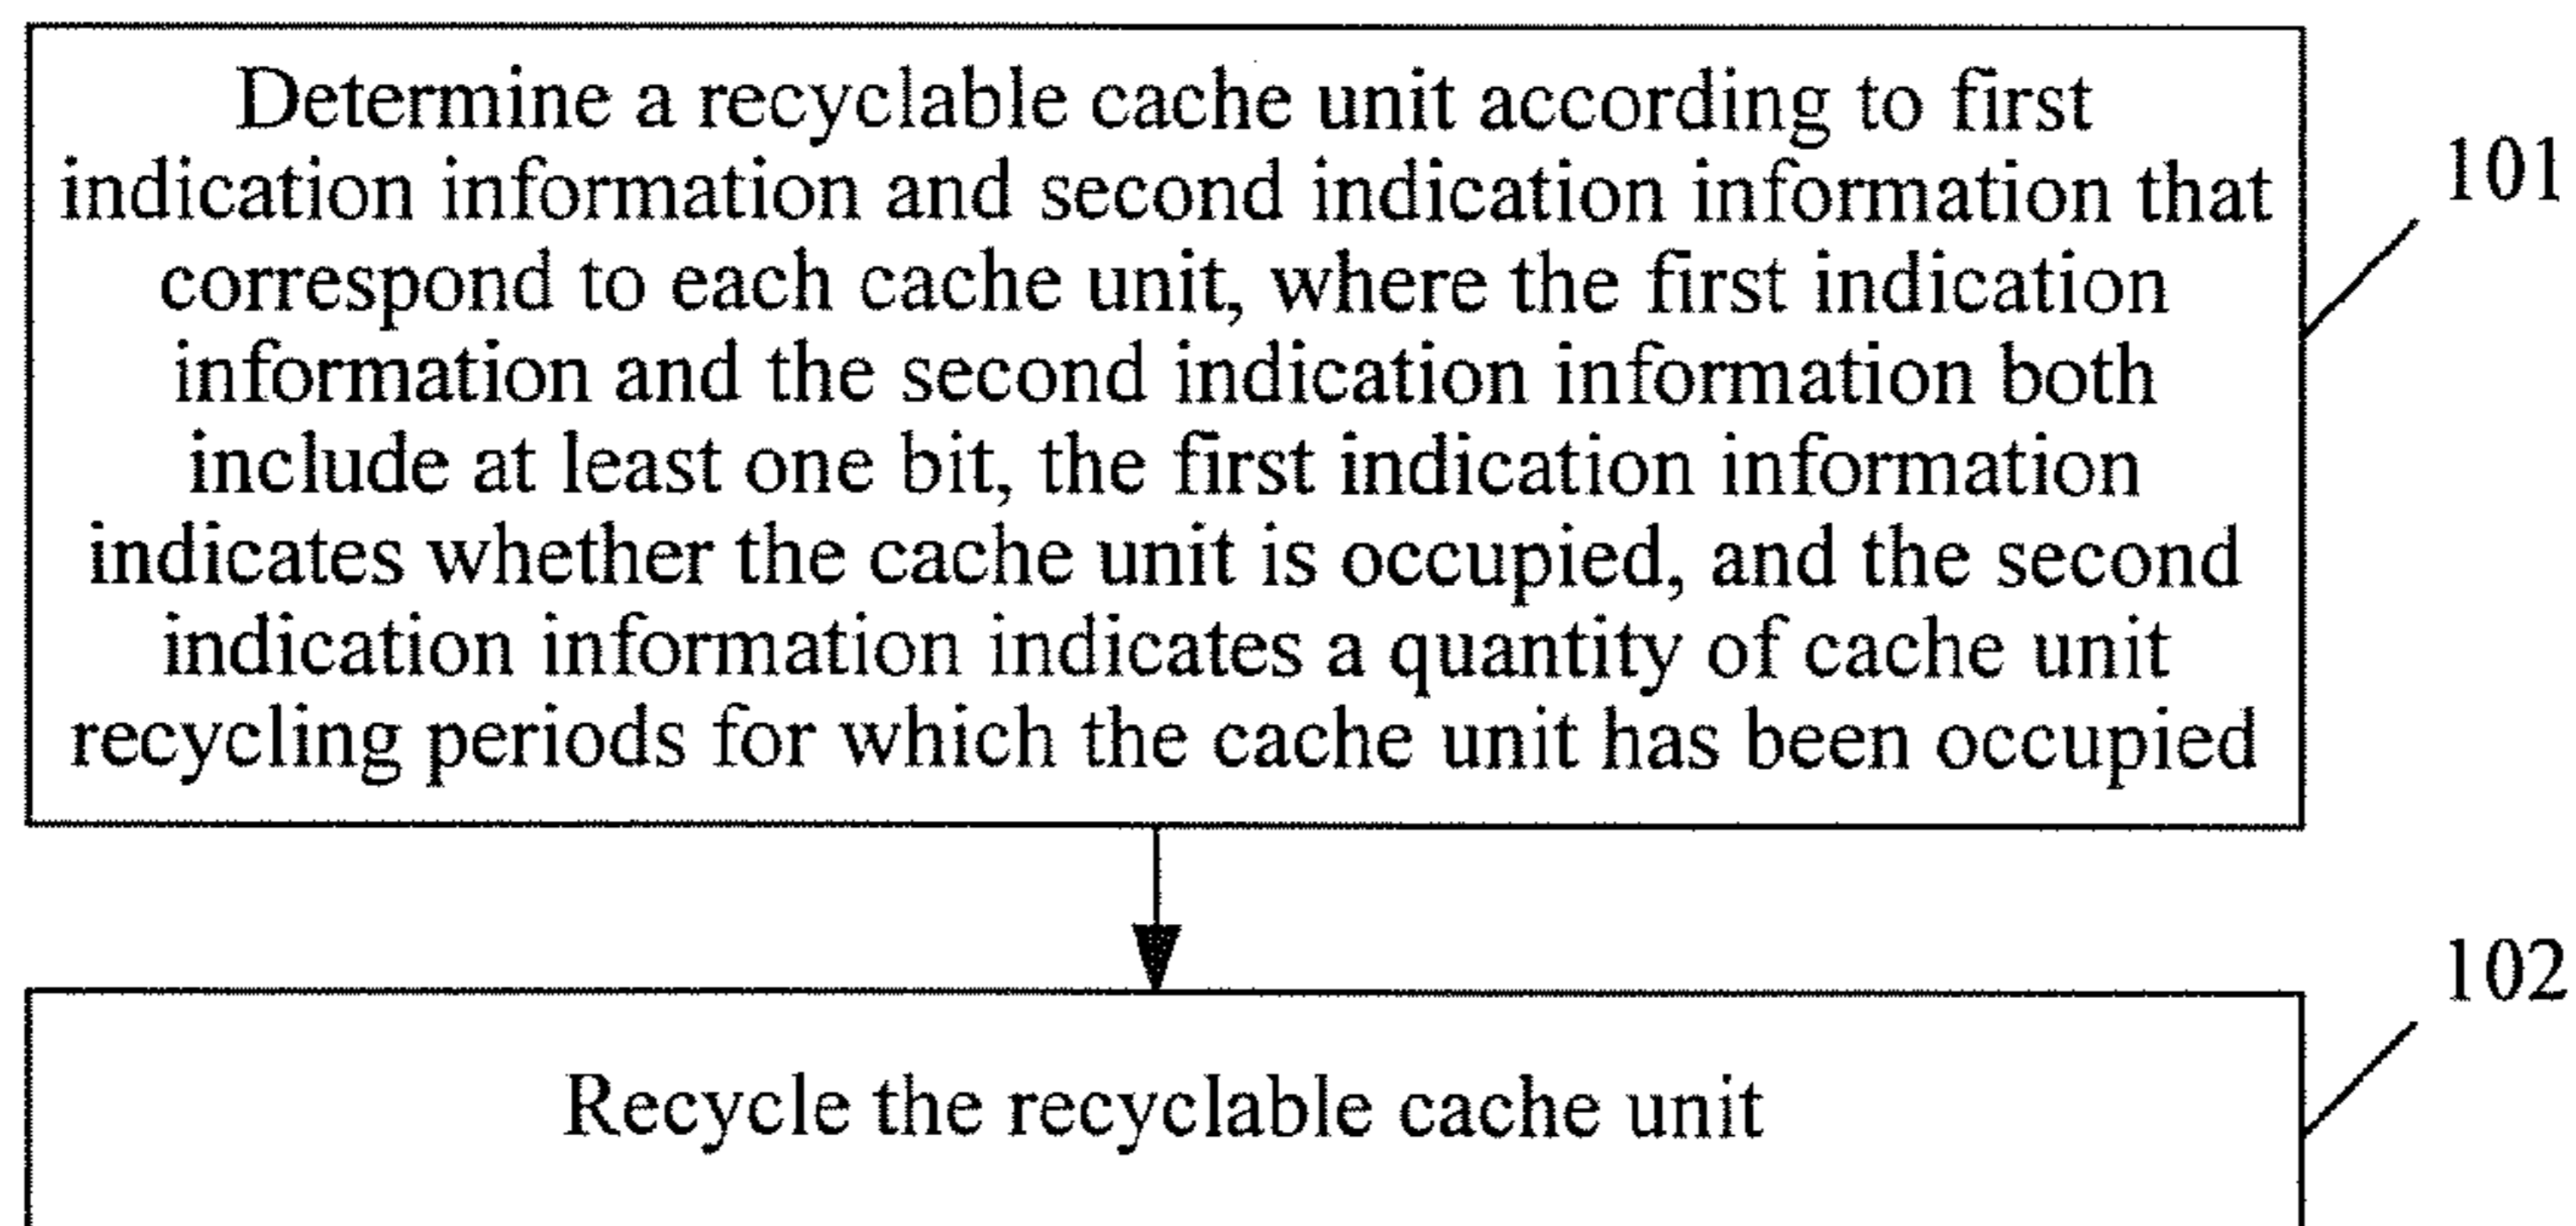 Determine a recyclable cache unit according to first
indication information and second indication information that
correspond to each cache unit, where the first indication
information and the second indication information both
include at least one bit, the first indication information
indicates whether the cache unit is occupied, and the second
indication information indicates a quantity of cache unit
recycling periods for which the cache unit has been occupied
101
Recycle the recyclable cache unit
102